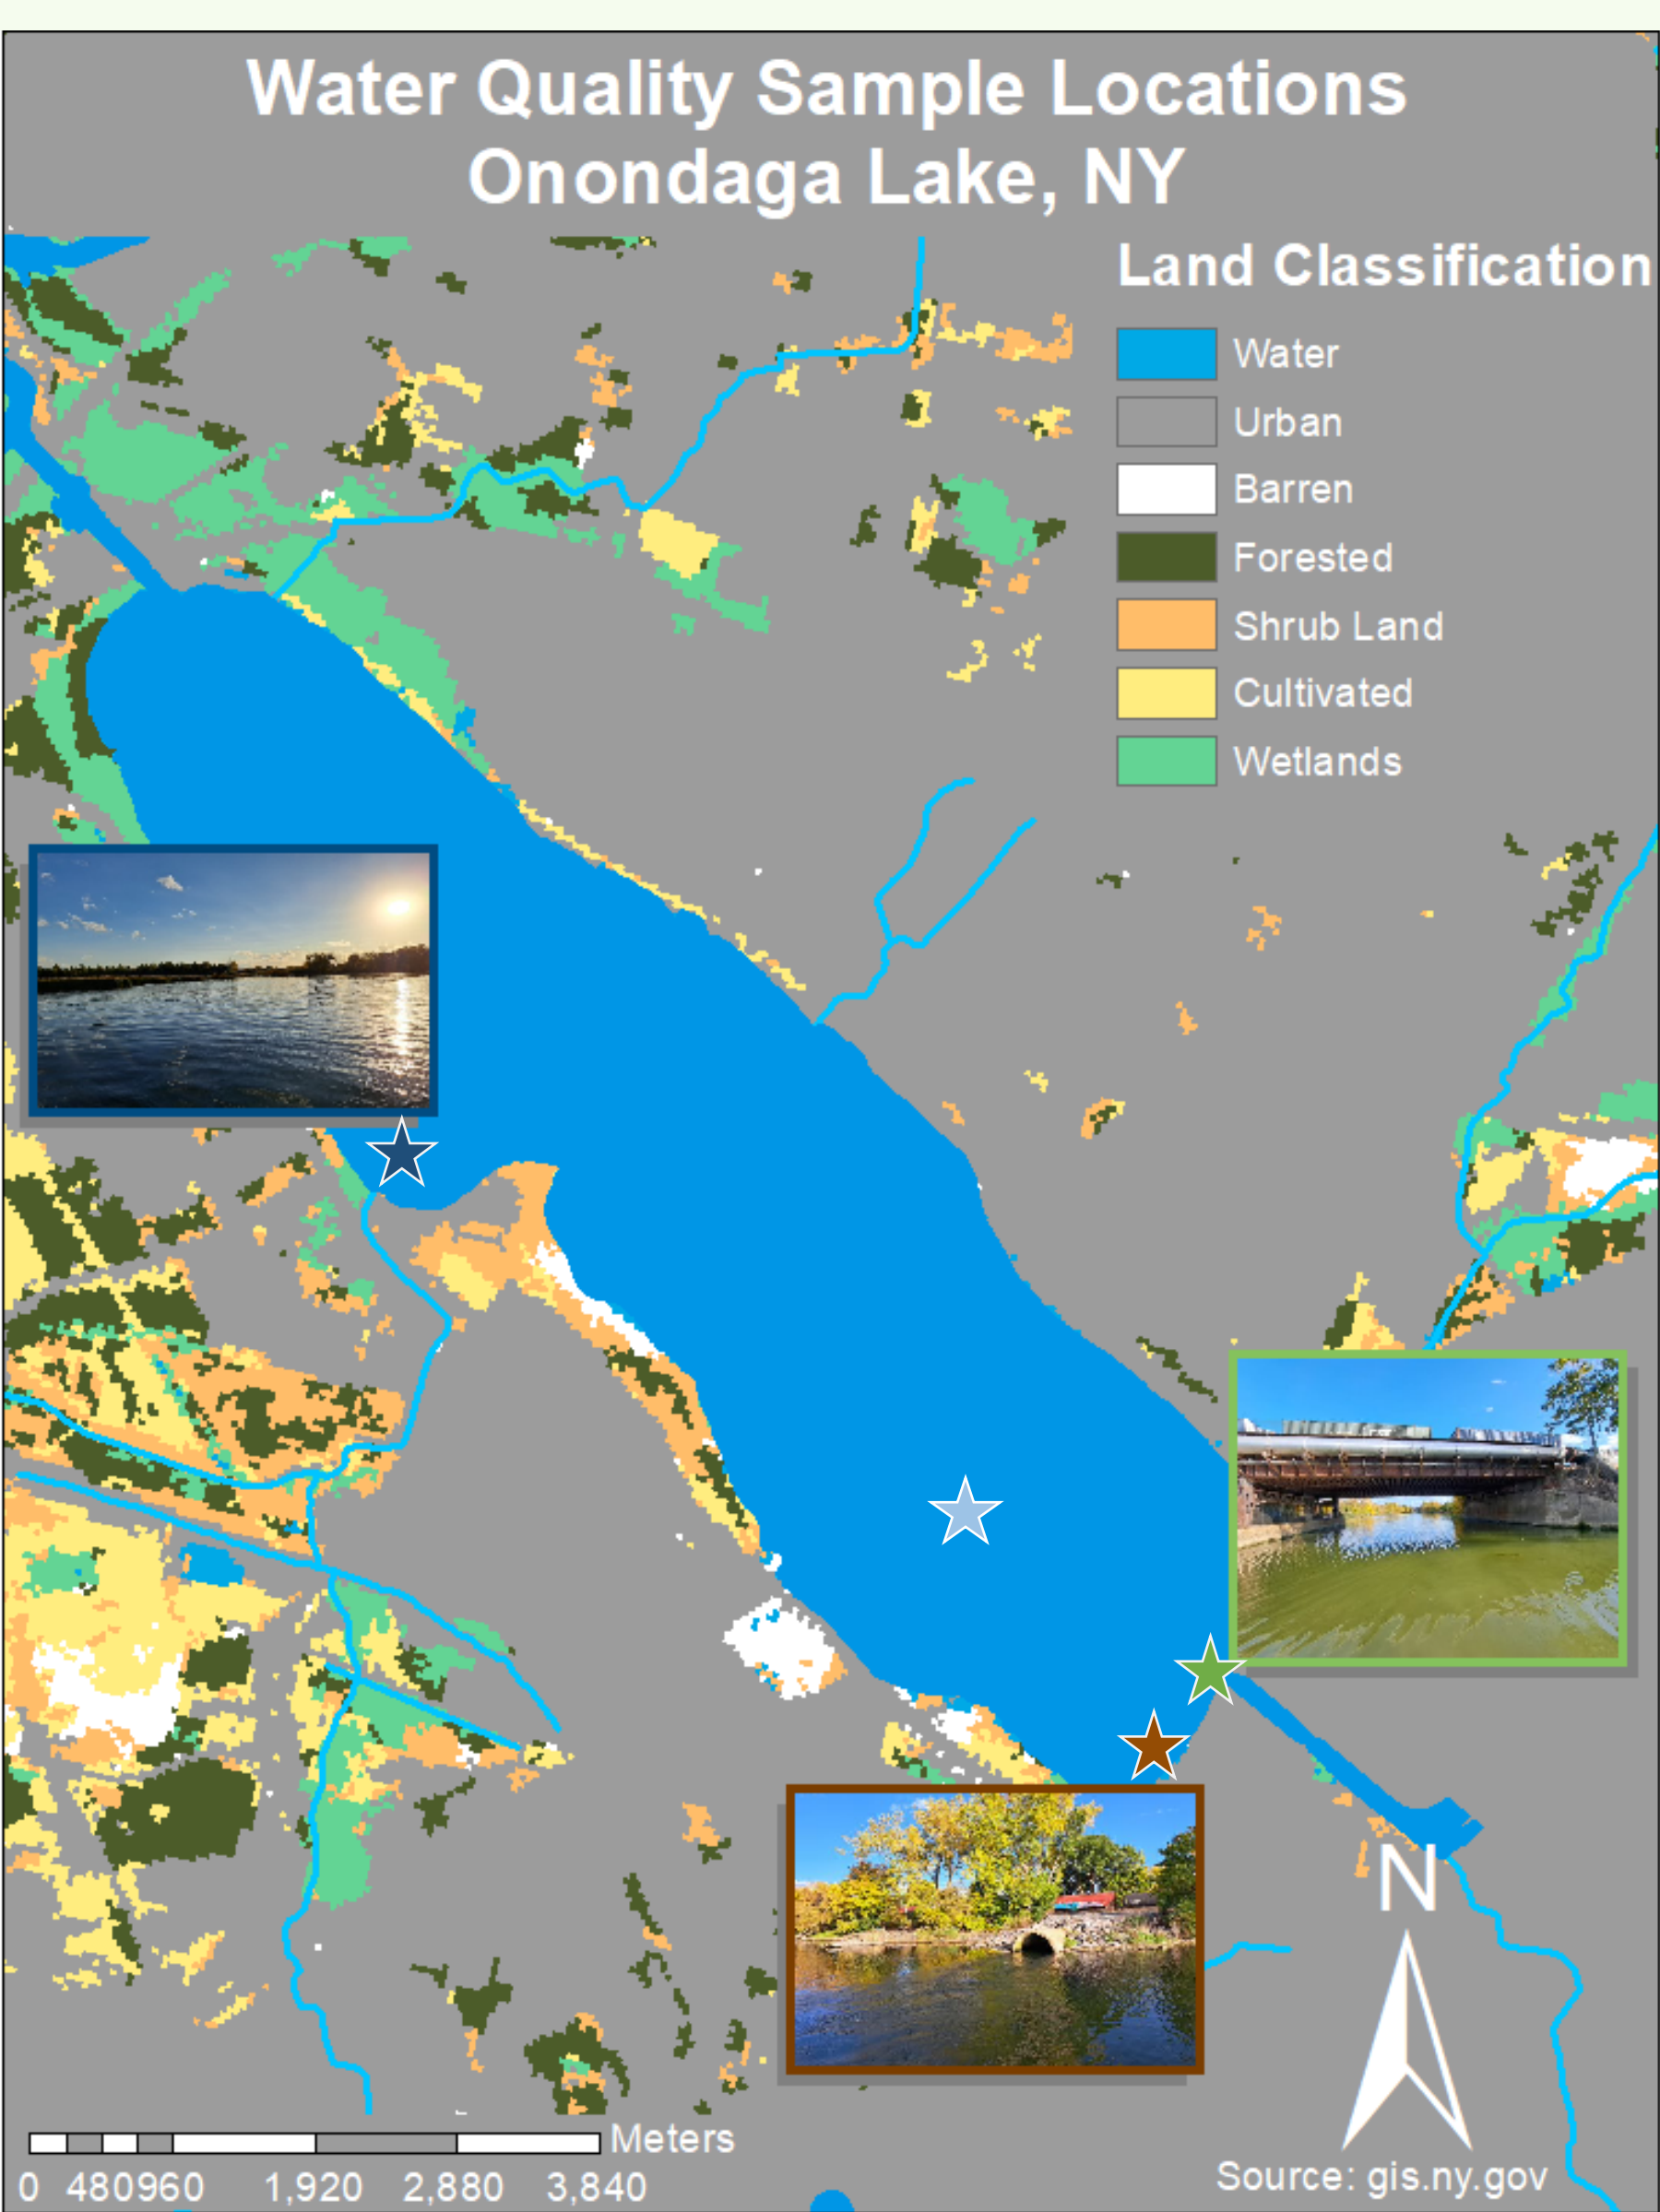 Water Quality Sample Locations
Onondaga Lake, NY
Land Classification
Water
Urban
Barren
Forested
Shrub Land
Cultivated
Wetlands
N
Meters
0 480960 1,920 2,880 3,840
Source: gis.ny.gov